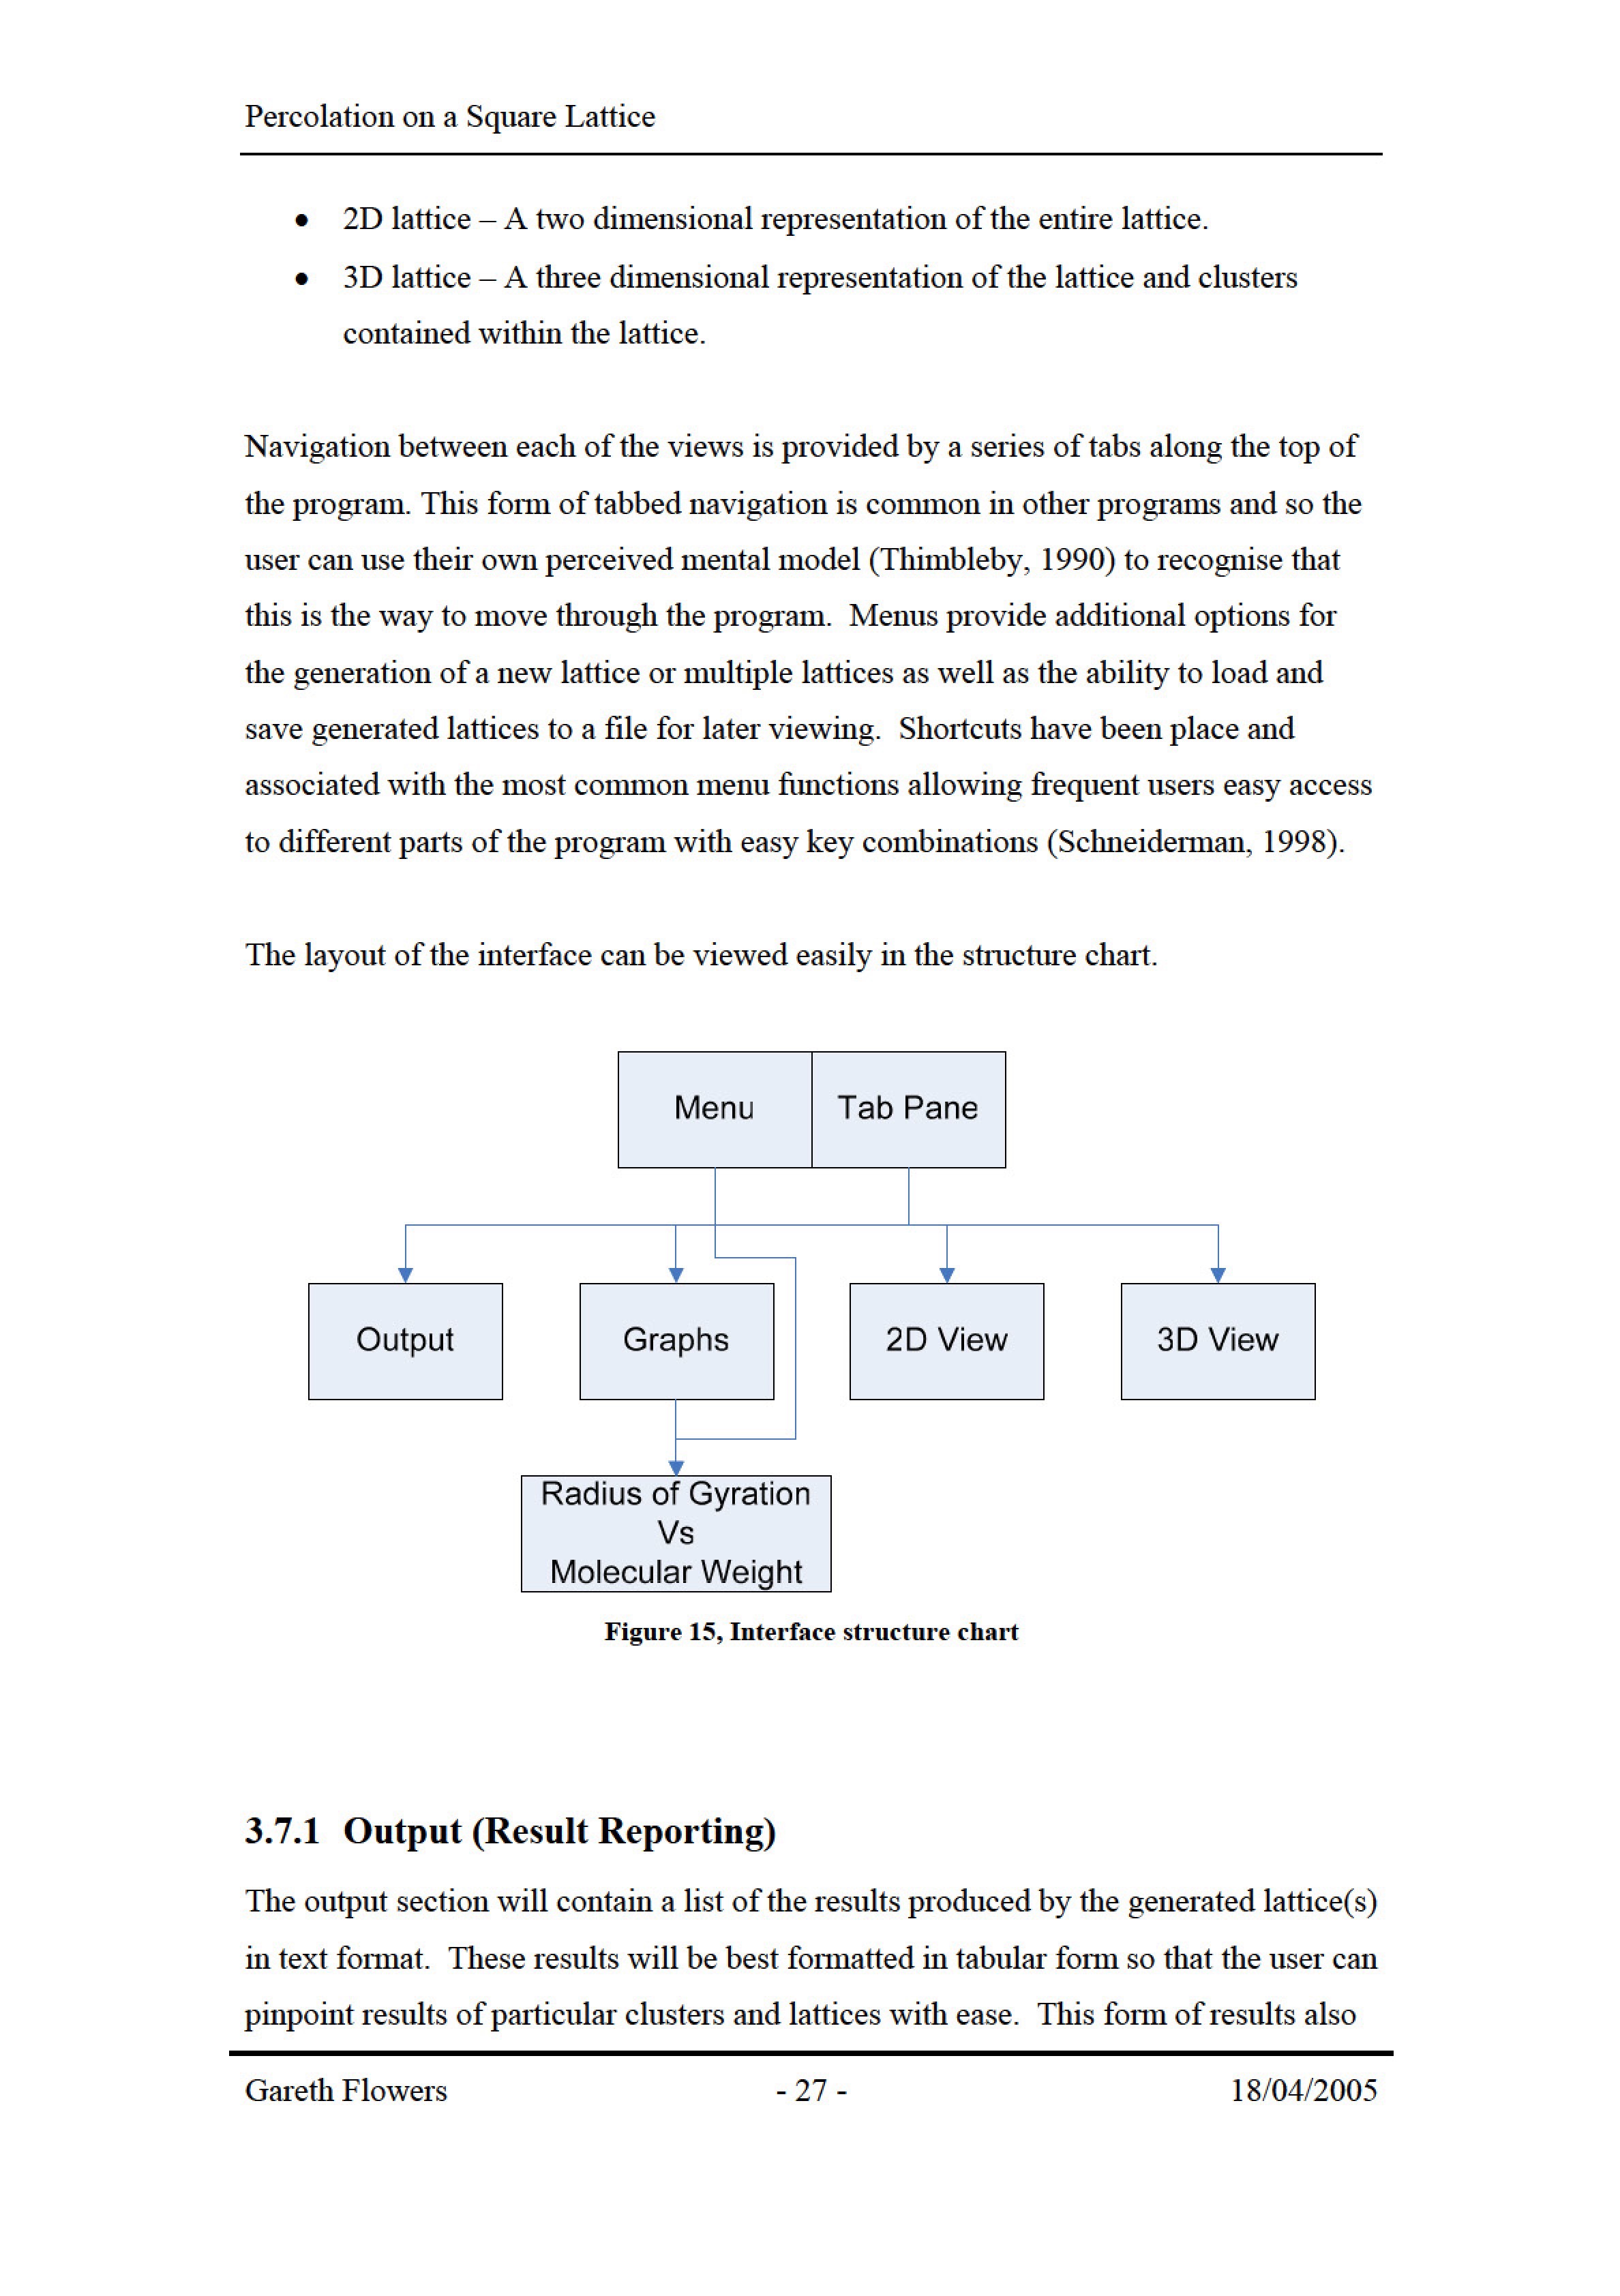 Percolation on a Square Lattice
• 2D lattice – A two dimensional representation of the entire lattice.
• 3D lattice – A three dimensional representation of the lattice and clusters
contained within the lattice.
Navigation between each of the views is provided by a series of tabs along the top of
the program. This form of tabbed navigation is common in other programs and so the
user can use their own perceived mental model (Thimbleby, 1990) to recognise that
this is the way to move through the program.  Menus provide additional options for
the generation of a new lattice or multiple lattices as well as the ability to load and
save generated lattices to a file for later viewing.  Shortcuts have been place and
associated with the most common menu functions allowing frequent users easy access
to different parts of the program with easy key combinations (Schneiderman, 1998).
The layout of the interface can be viewed easily in the structure chart.
Menu
Tab Pane
Output
Graphs
2D View
3D View
Radius of Gyration
Vs
Molecular Weight
Figure 15, Interface structure chart
3.7.1 Output (Result Reporting)
The output section will contain a list of the results produced by the generated lattice(s)
in text format.  These results will be best formatted in tabular form so that the user can
pinpoint results of particular clusters and lattices with ease.  This form of results also
Gareth Flowers
- 27 -
18/04/2005